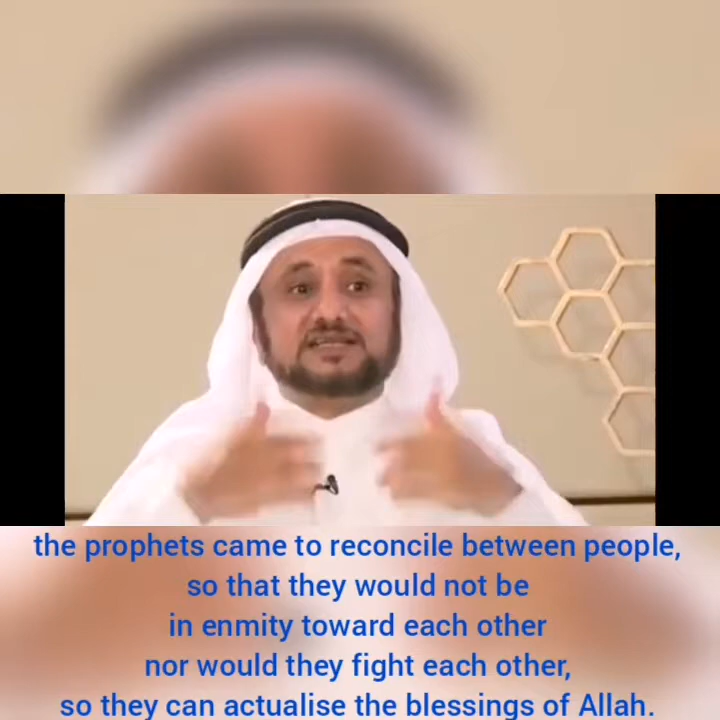 the prophets came to reconcile between people,
so that they would not be
in enmity toward each other
nor would they fight each other,
so they can actualise the blessings of Allah.